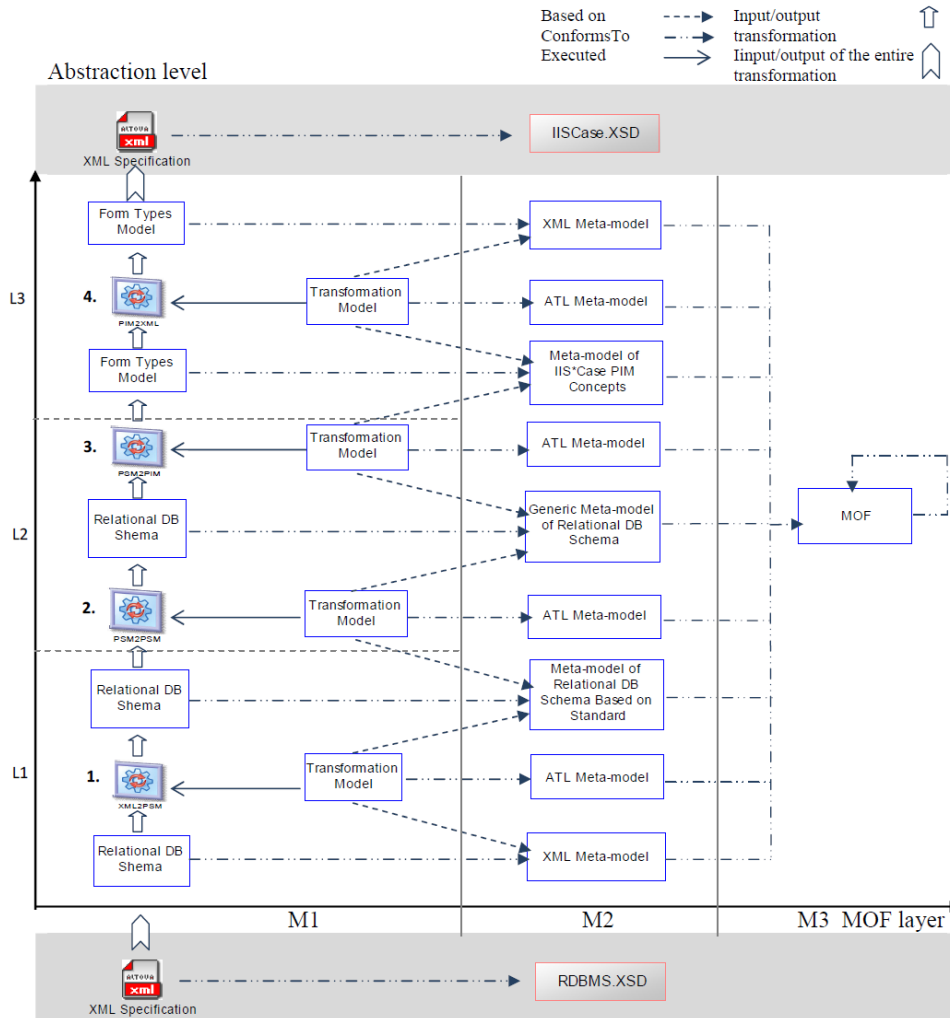 Based on
Input/output
ConformsTo
transformation
Executed
Iinput/output of the entire
transformation
Abstraction level
ALTOVA
xml
XML Specification
IISCase.XSD
Form Types
Model
XML Meta-model
L3
4.
PIM2XML
Transformation
Model
ATL Meta-model
Form Types
Model
Meta-model of
IIS*Case PIM
Concepts
3.
PSM2PIM
Transformation
Model
ATL Meta-model
L2
Relational DB
Shema
Generic Meta-model
of Relational DB
Schema
MOF
2.
PSM2PSM
Transformation
Model
ATL Meta-model
Relational DB
Shema
Meta-model of
Relational DB
Schema Based on
Standard
L1
1.
XML2PSM
Transformation
Model
ATL Meta-model
Relational DB
Shema
XML Meta-model
M1
M2
M3 MOF layer
ALTOVA
xml
XML Specification
RDBMS.XSD